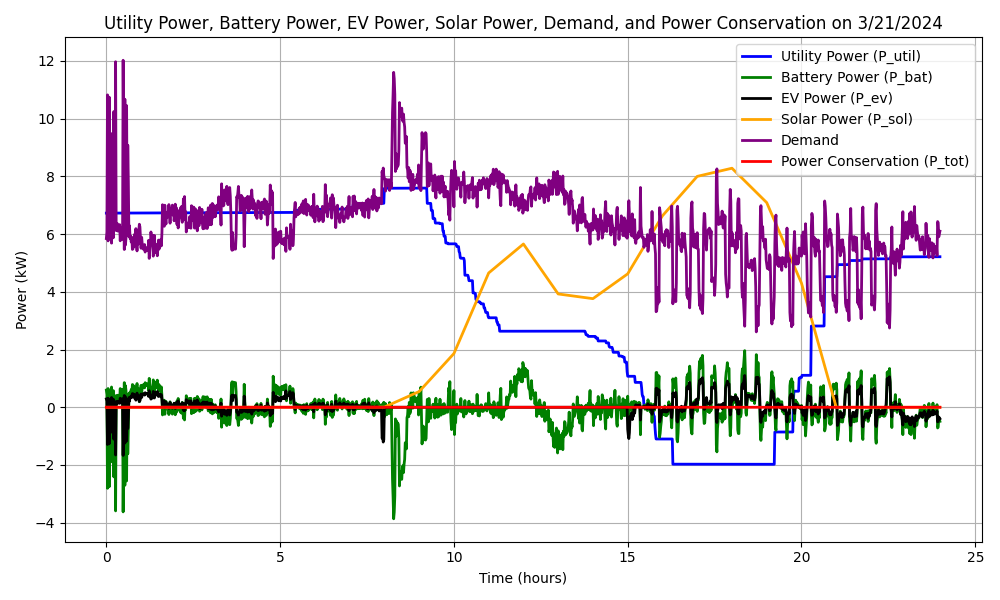 Utility Power, Battery Power, EV Power, Solar Power, Demand, and Power Conservation on 3/21/2024
Utility Power (P_util)
Battery Power (P_bat)
EV Power (P_ev)
Solar Power (P_sol)
Demand
Power Conservation (P_tot)
Power (kW)
12
10
8
6
4
2
0
−2
−4
0
5
10
15
20
25
Time (hours)